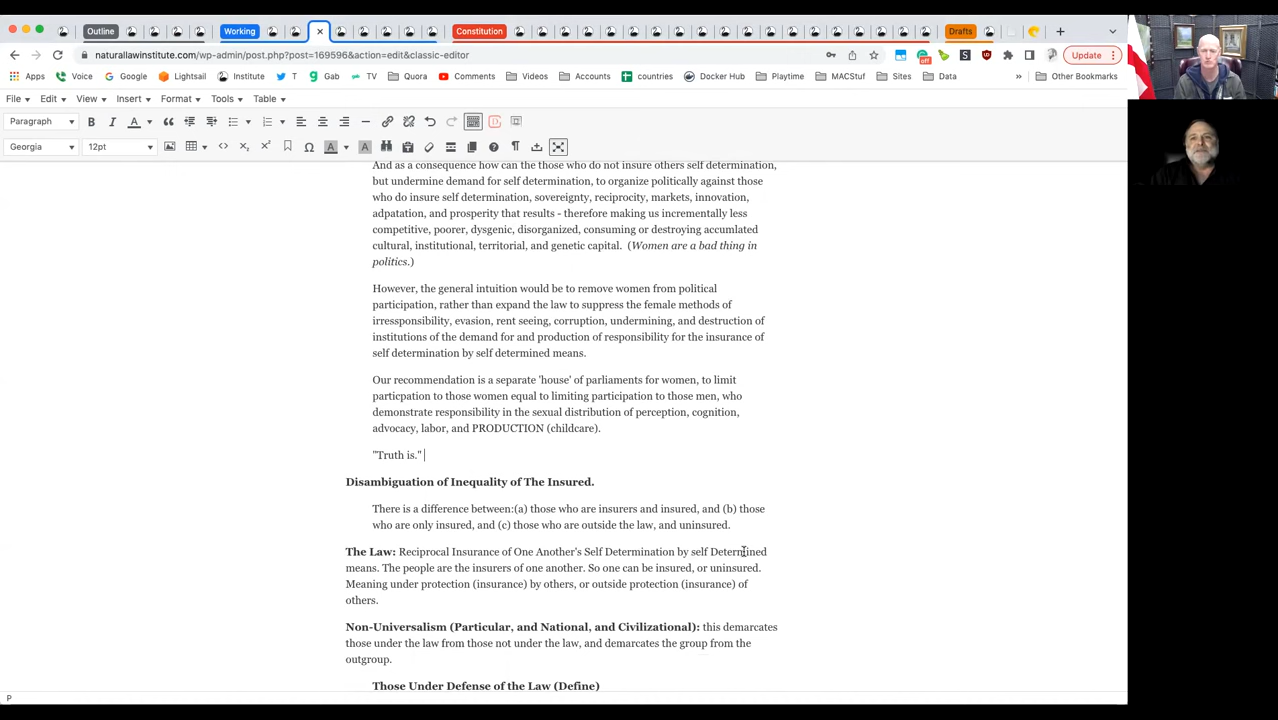 Outline
Working
Constitution
Drafts
naturallawinstitute.com/wp-admin/post.php?post=169596&action=edit&classic-editor
Update
Apps Voice Google Lightsail Institute T Gab TV Quora Comments Videos Accounts countries Docker Hub Playtime MACStuf Sites Data » Other Bookmarks
File Edit View Insert Format Tools Table
Paragraph B I A
Georgia 12pt
And as a consequence how can the those who do not insure others self determination,
but undermine demand for self determination, to organize politically against those
who do insure self determination, sovereignty, reciprocity, markets, innovation,
adpatation, and prosperity that results - therefore making us incrementally less
competitive, poorer, dysgenic, disorganized, consuming or destroying accumlated
cultural, institutional, territorial, and genetic capital. (Women are a bad thing in
politics.)
However, the general intuition would be to remove women from political
participation, rather than expand the law to suppress the female methods of
irresspornsibility, evasion, rent seeing, corruption, undermining, and destruction of
institutions of the demand for and production of responsibility for the insurance of
self determination by self determined means.
Our recommendation is a separate 'house' of parliaments for women, to limit
particpation to those women equal to limiting participation to those men, who
demonstrate responsibility in the sexual distribution of perception, cognition,
advocacy, labor, and PRODUCTION (childcare).
"Truth is."
Disambiguation of Inequality of The Insured.
There is a difference between:(a) those who are insurers and insured, and (b) those
who are only insured, and (c) those who are outside the law, and uninsured.
The Law: Reciprocal Insurance of One Another's Self Determination by self Determined
means. The people are the insurers of one another. So one can be insured, or uninsured.
Meaning under protection (insurance) by others, or outside protection (insurance) of
others.
Non-Universalism (Particular, and National, and Civilizational): this demarcates
those under the law from those not under the law, and demarcates the group from the
outgroup.
Those Under Defense of the Law (Define)
P